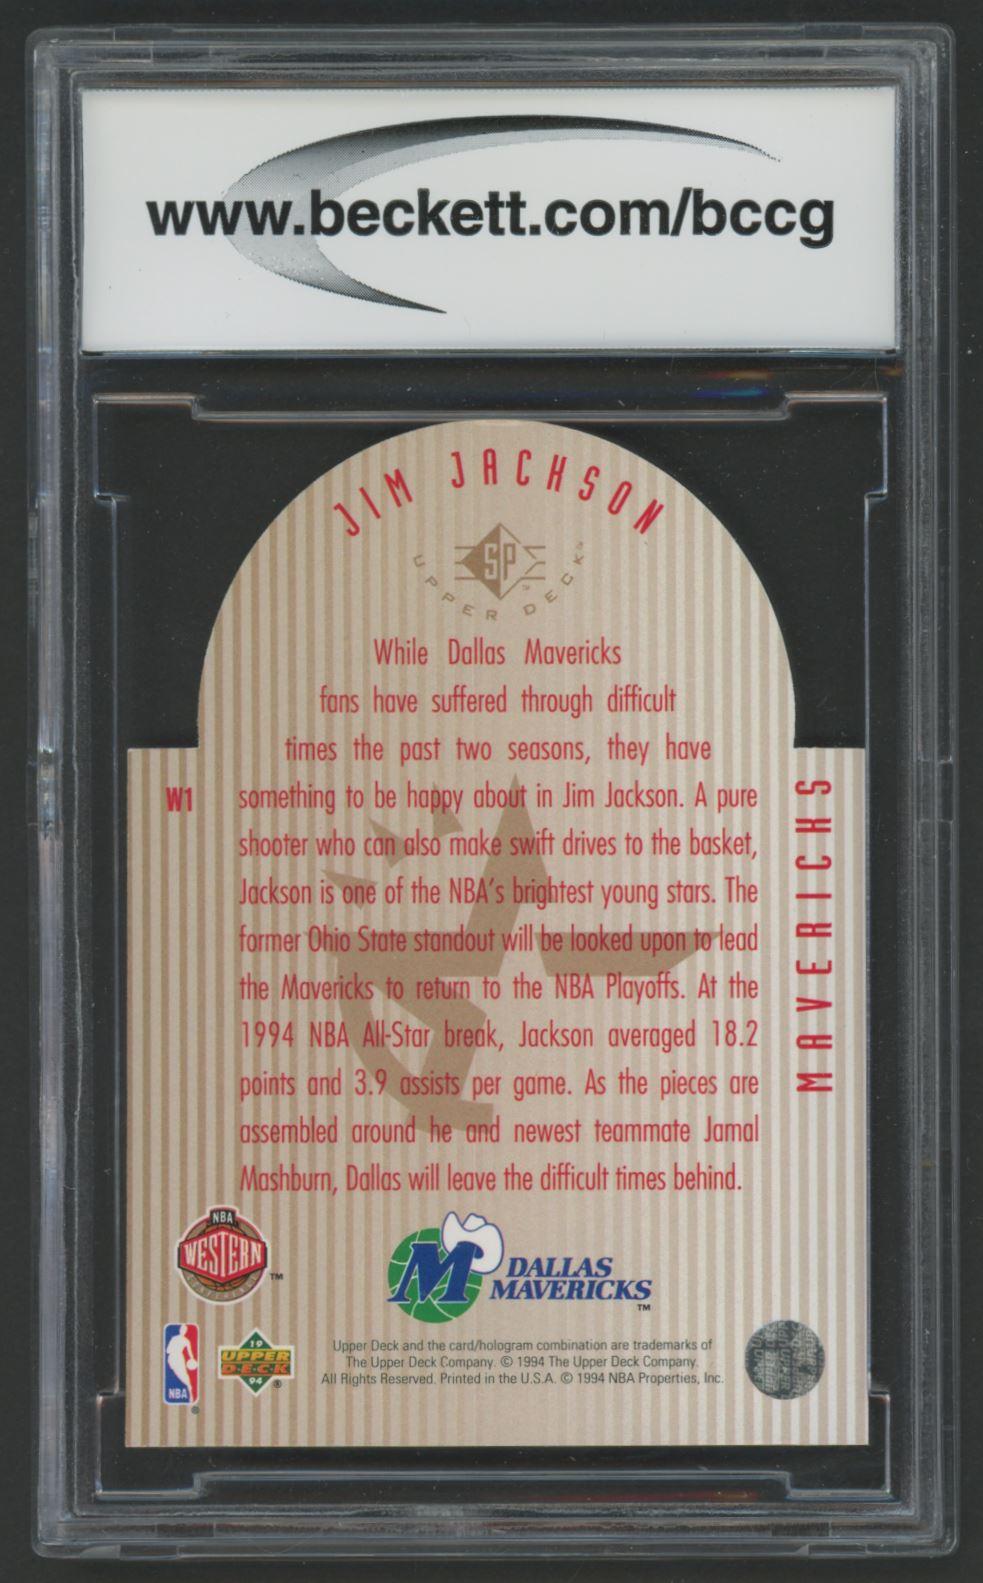 www.beckett.com/bccg
JIM JACKSON
SP
UPPER DECK
While Dallas Mavericks
fans have suffered through difficult
times the past two seasons, they have
W1
something to be happy about in Jim Jackson. A pure
shooter who can also make swift drives to the basket,
Jackson is one of the NBA's brightest young stars. The
former Ohio State standout will be looked upon to lead
the Mavericks to return to the NBA Playoffs. At the
1994 NBA All-Star break, Jackson averaged 18.2
points and 3.9 assists per game. As the pieces are
assembled around he and newest teammate Jamal
Mashburn, Dallas will leave the difficult times behind.
MAVERICKS
NBA
WESTERN
CONFERENCE
TM
M
DALLAS
MAVERICKS
TM
NBA
®
19
UPPER
DECK
94
®
Upper Deck and the card/hologram combination are trademarks of
The Upper Deck Company. © 1994 The Upper Deck Company.
All Rights Reserved. Printed in the U.S.A. © 1994 NBA Properties, Inc.